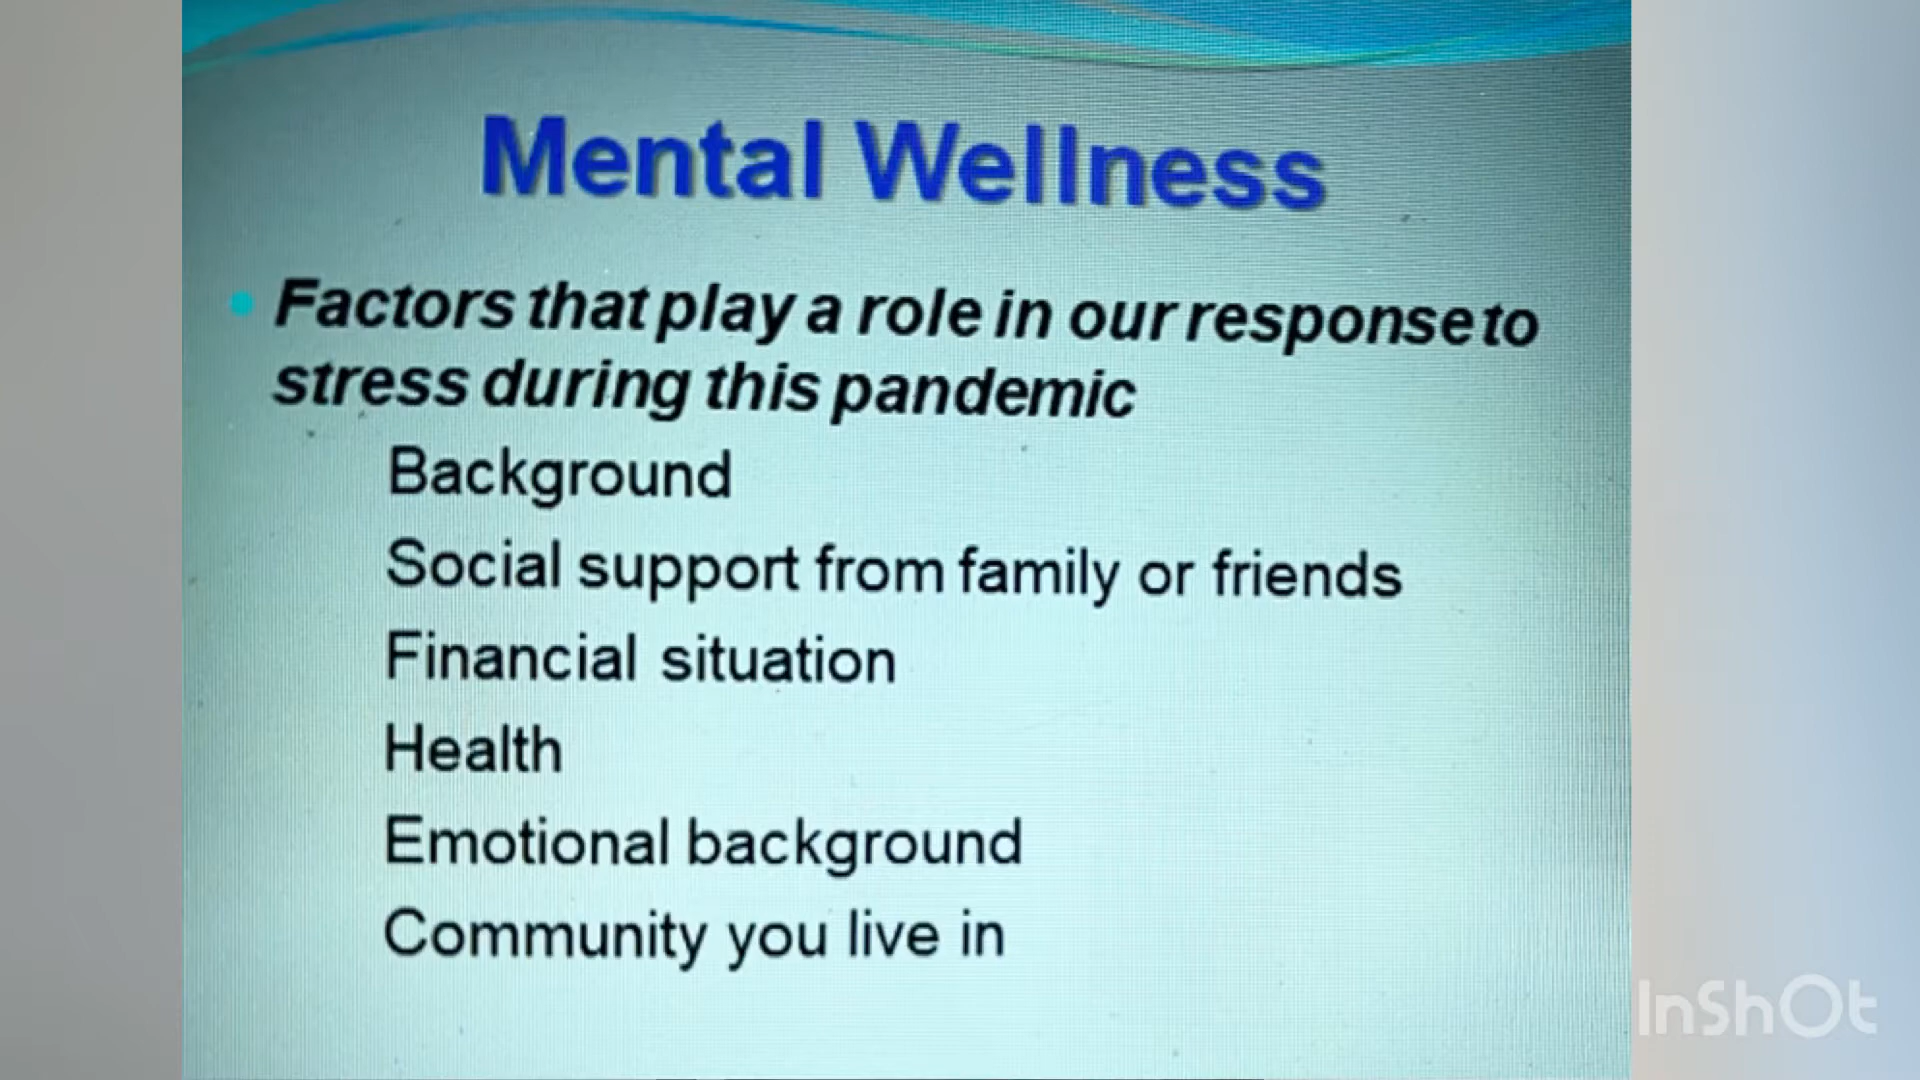 Mental Wellness
Factors that play a role in our response to
stress during this pandemic
Background
Social support from family or friends
Financial situation
Health
Emotional background
Community you live in
InShOt